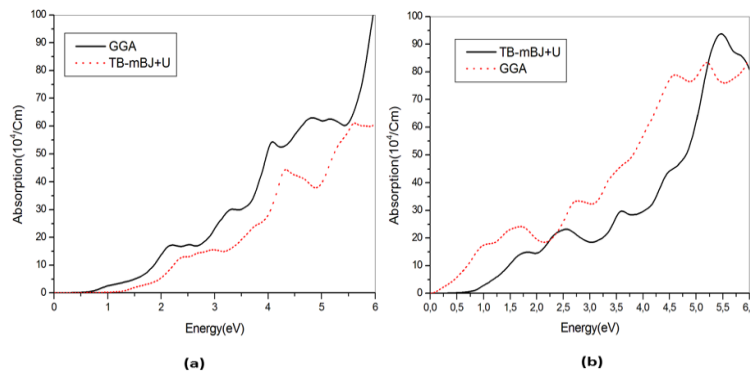 GGA
TB-mBJ+U
Absorption(10⁴/Cm)
100
90
80
70
60
50
40
30
20
10
0
0 1 2 3 4 5 6
Energy(eV)
(a)
TB-mBJ+U
GGA
Absorption(10⁴/Cm)
100
90
80
70
60
50
40
30
20
10
0
0,0 0,5 1,0 1,5 2,0 2,5 3,0 3,5 4,0 4,5 5,0 5,5 6,
Energy(eV)
(b)